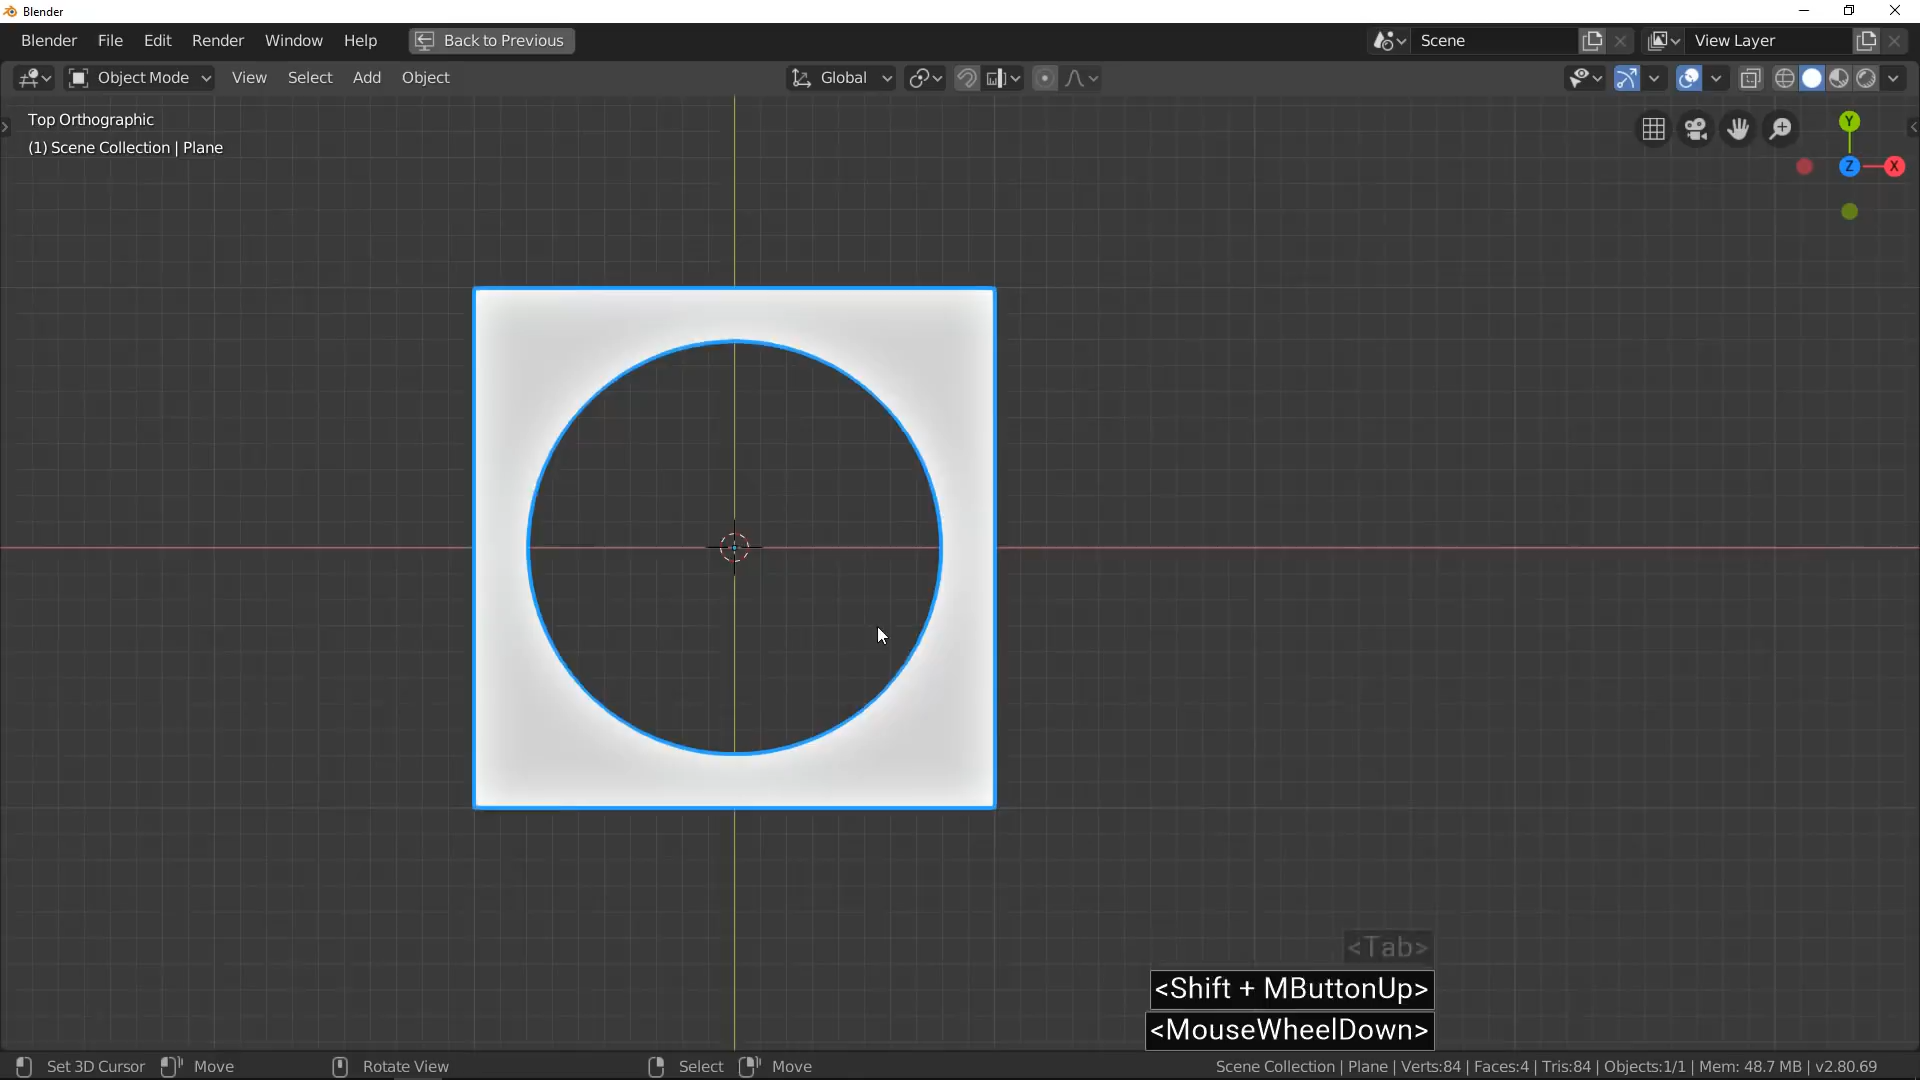 Blender
Blender File Edit Render Window Help Back to Previous Scene View Layer
Object Mode View Select Add Object Global
Top Orthographic
(1) Scene Collection | Plane
Y
Z
X
<Tab>
<Shift + MButtonUp>
<MouseWheelDown>
Set 3D Cursor Move Rotate View Select Move Scene Collection | Plane | Verts:84 | Faces:4 | Tris:84 | Objects:1/1 | Mem: 48.7 MB | v2.80.69